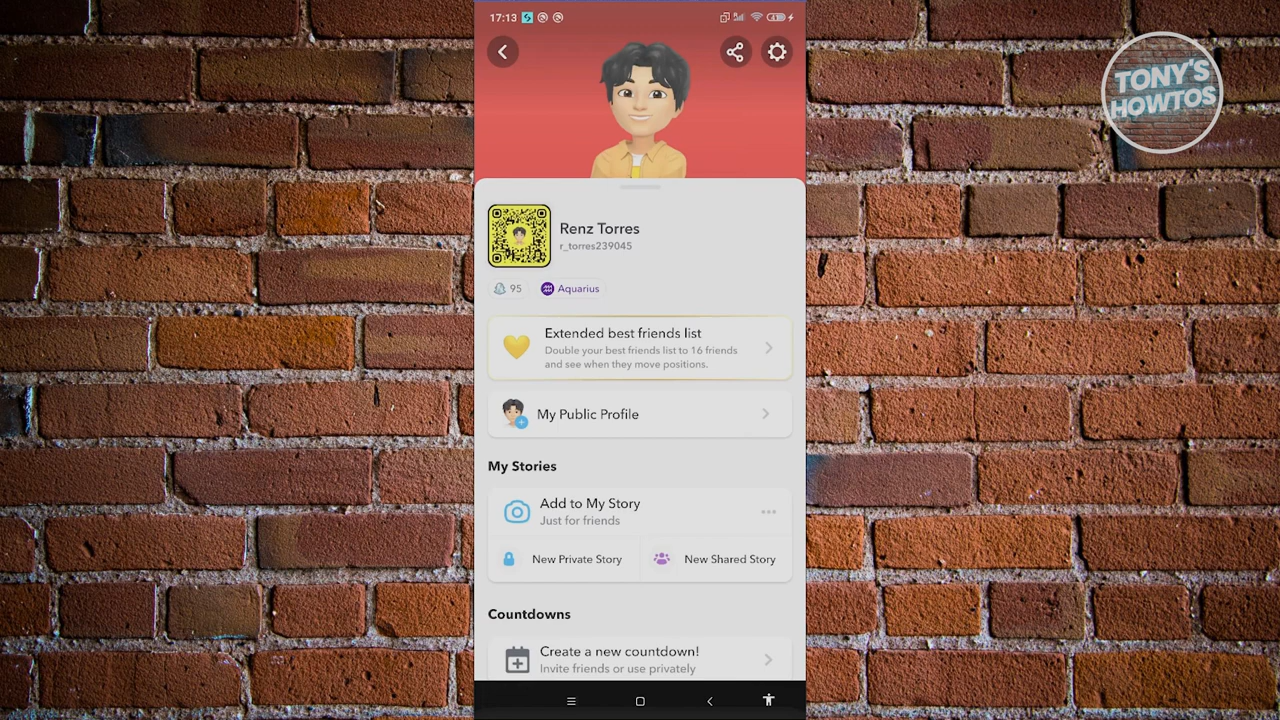 17:13
TONY'S
HOWTOS
Renz Torres
r_torres239045
95
Aquarius
Extended best friends list
Double your best friends list to 16 friends
and see when they move positions.
My Public Profile
My Stories
Add to My Story
Just for friends
New Private Story
New Shared Story
Countdowns
Create a new countdown!
Invite friends or use privately